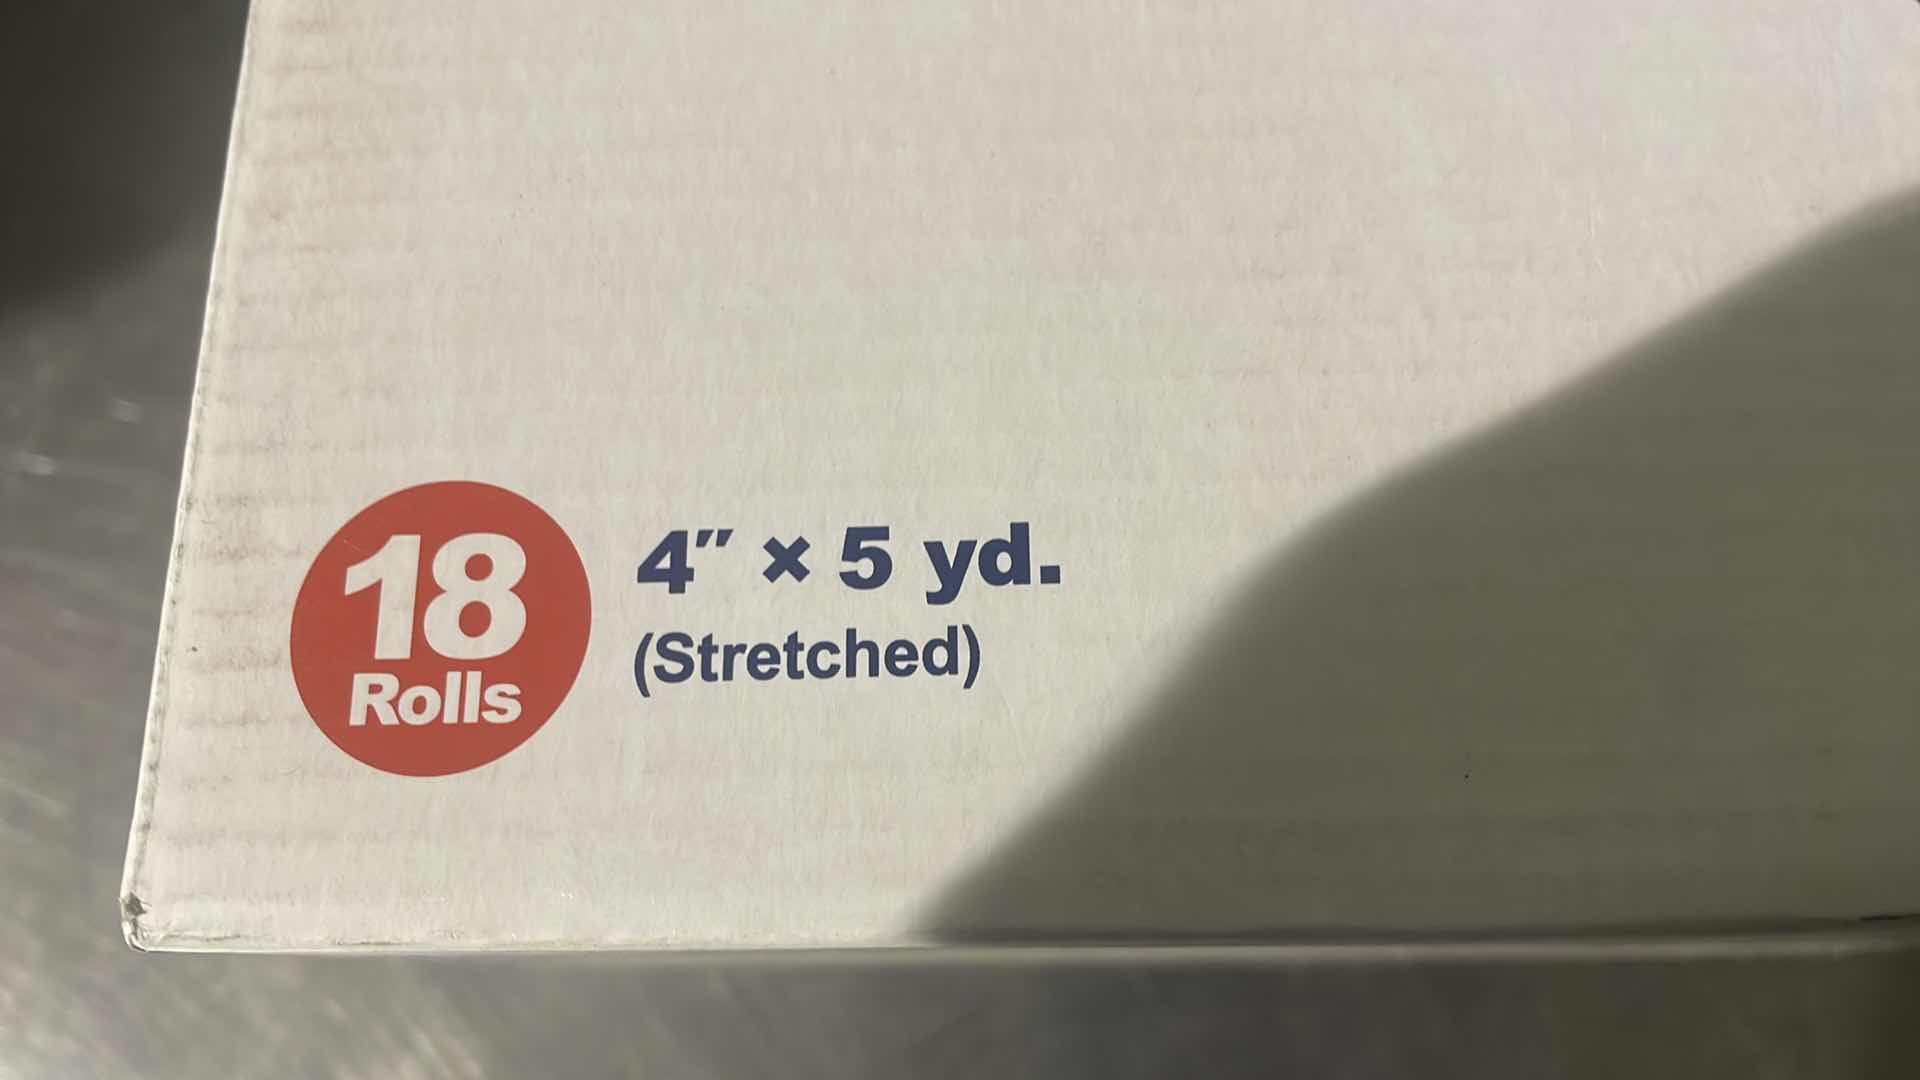 18
Rolls
4" × 5 yd.
(Stretched)